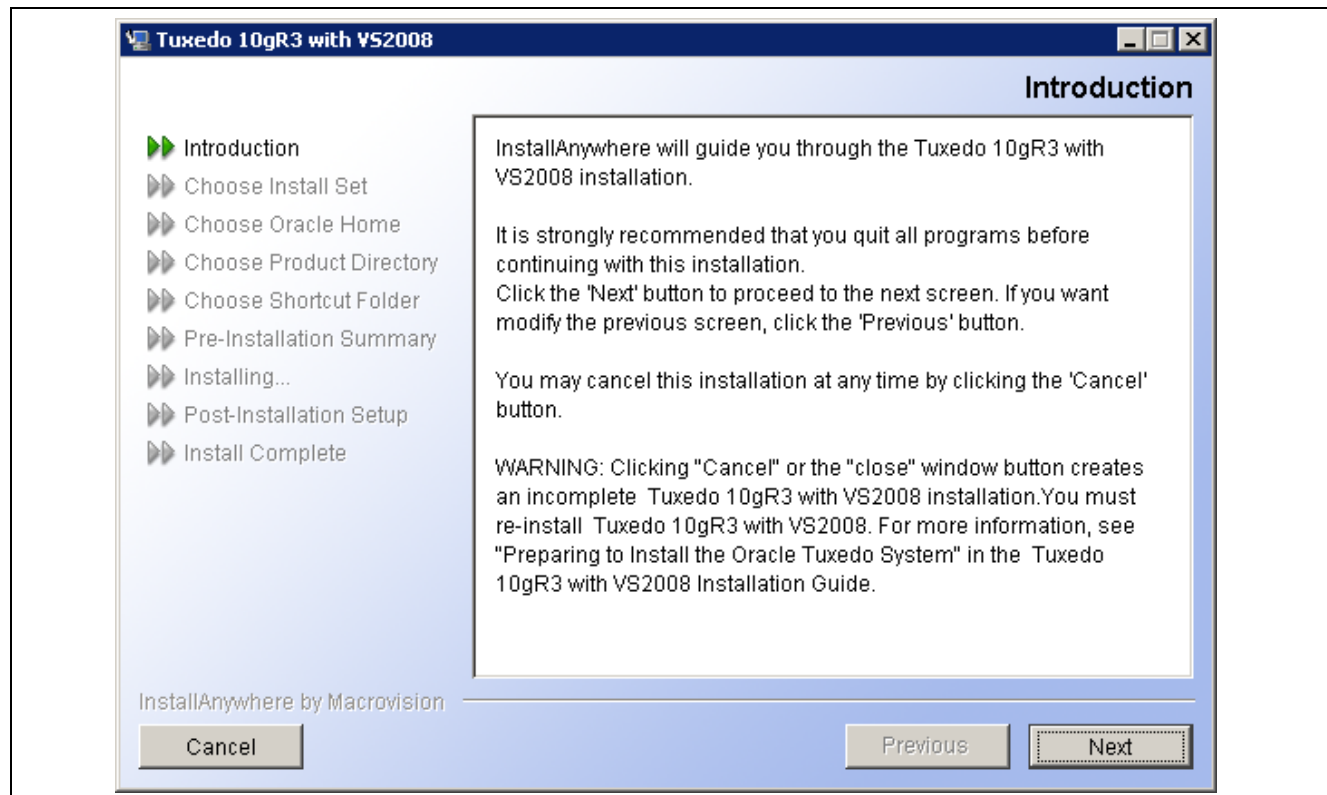 Tuxedo 10gR3 with VS2008
Introduction
Introduction
Choose Install Set
Choose Oracle Home
Choose Product Directory
Choose Shortcut Folder
Pre-Installation Summary
Installing...
Post-Installation Setup
Install Complete
InstallAnywhere will guide you through the Tuxedo 10gR3 with
VS2008 installation.
It is strongly recommended that you quit all programs before
continuing with this installation.
Click the 'Next' button to proceed to the next screen. If you want
modify the previous screen, click the 'Previous' button.
You may cancel this installation at any time by clicking the 'Cancel'
button.
WARNING: Clicking "Cancel" or the "close" window button creates
an incomplete  Tuxedo 10gR3 with VS2008 installation.You must
re-install  Tuxedo 10gR3 with VS2008. For more information, see
"Preparing to Install the Oracle Tuxedo System" in the  Tuxedo
10gR3 with VS2008 Installation Guide.
InstallAnywhere by Macrovision
Cancel
Previous
Next